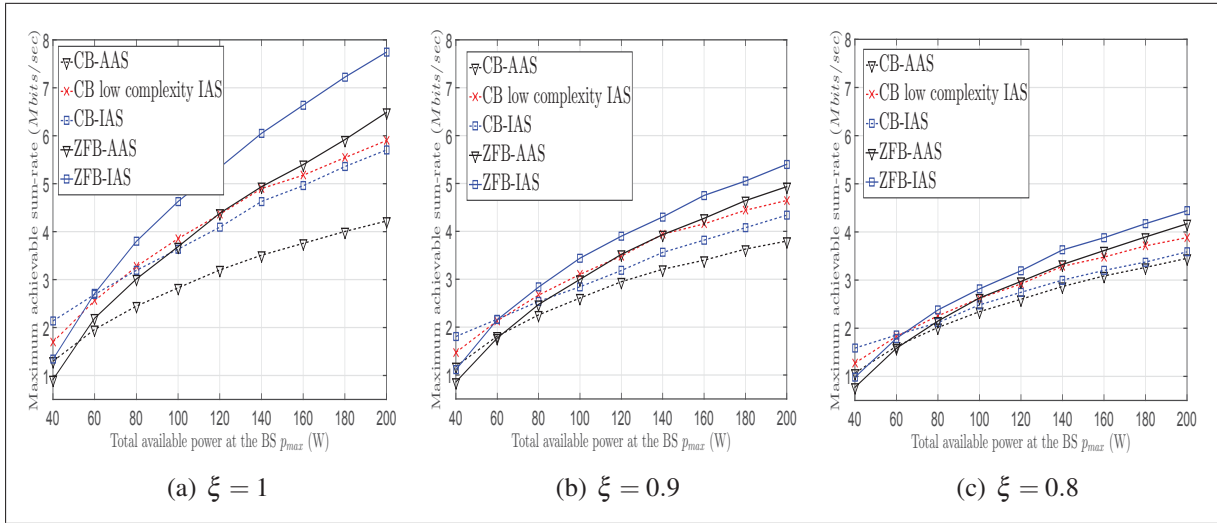 Maximum achievable sum-rate (Mbits/sec)
8
7
6
5
4
3
2
1
CB-AAS
CB low complexity IAS
CB-IAS
ZFB-AAS
ZFB-IAS
40 60 80 100 120 140 160 180 200
Total available power at the BS p_max (W)
(a) ξ = 1
Maximum achievable sum-rate (Mbits/sec)
8
7
6
5
4
3
2
1
CB-AAS
CB low complexity IAS
CB-IAS
ZFB-AAS
ZFB-IAS
40 60 80 100 120 140 160 180 200
Total available power at the BS p_max (W)
(b) ξ = 0.9
Maximum achievable sum-rate (Mbits/sec)
8
7
6
5
4
3
2
1
CB-AAS
CB low complexity IAS
CB-IAS
ZFB-AAS
ZFB-IAS
40 60 80 100 120 140 160 180 200
Total available power at the BS p_max (W)
(c) ξ = 0.8